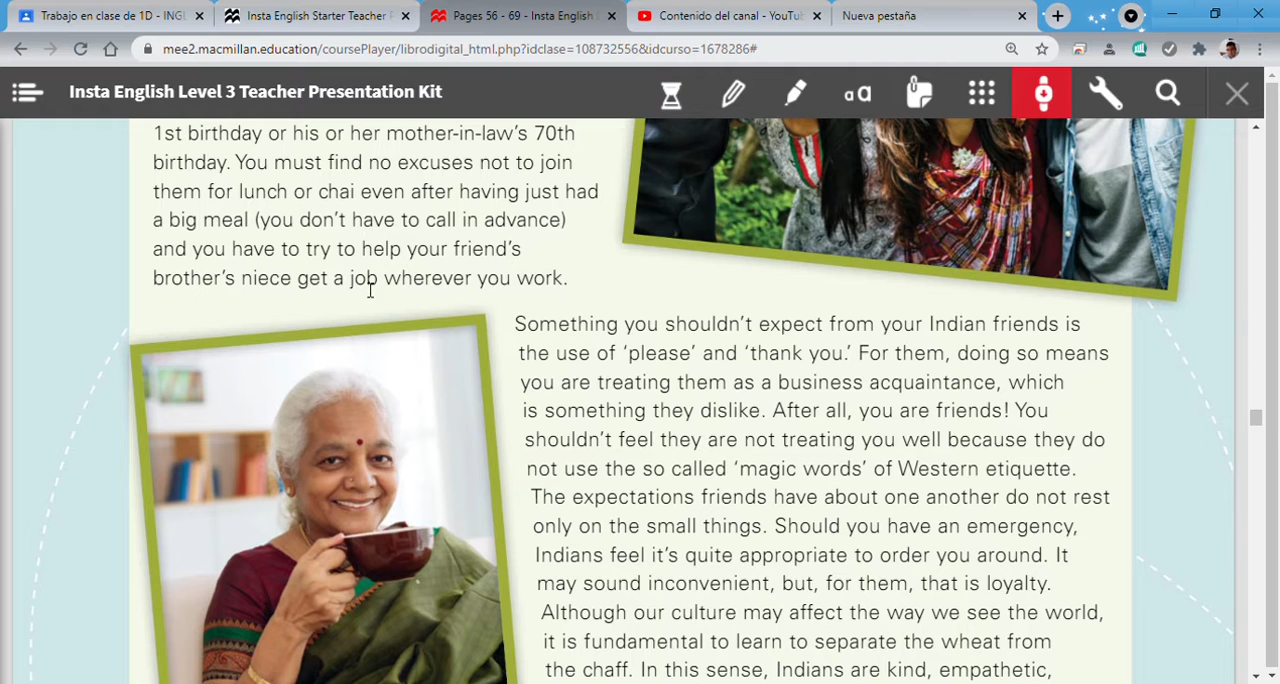 Trabajo en clase de 1D - INGL
Insta English Starter Teacher P
Pages 56 - 69 - Insta English L
Contenido del canal - YouTu
Nueva pestaña
mee2.macmillan.education/coursePlayer/librodigital_html.php?idclase=108732556&idcurso=1678286#
Insta English Level 3 Teacher Presentation Kit
aa
1st birthday or his or her mother-in-law's 70th
birthday. You must find no excuses not to join
them for lunch or chai even after having just had
a big meal (you don't have to call in advance)
and you have to try to help your friend's
brother's niece get a job wherever you work.
Something you shouldn't expect from your Indian friends is
the use of 'please' and 'thank you.' For them, doing so means
you are treating them as a business acquaintance, which
is something they dislike. After all, you are friends! You
shouldn't feel they are not treating you well because they do
not use the so called 'magic words' of Western etiquette.
The expectations friends have about one another do not rest
only on the small things. Should you have an emergency,
Indians feel it's quite appropriate to order you around. It
may sound inconvenient, but, for them, that is loyalty.
Although our culture may affect the way we see the world,
it is fundamental to learn to separate the wheat from
the chaff. In this sense, Indians are kind, empathetic,